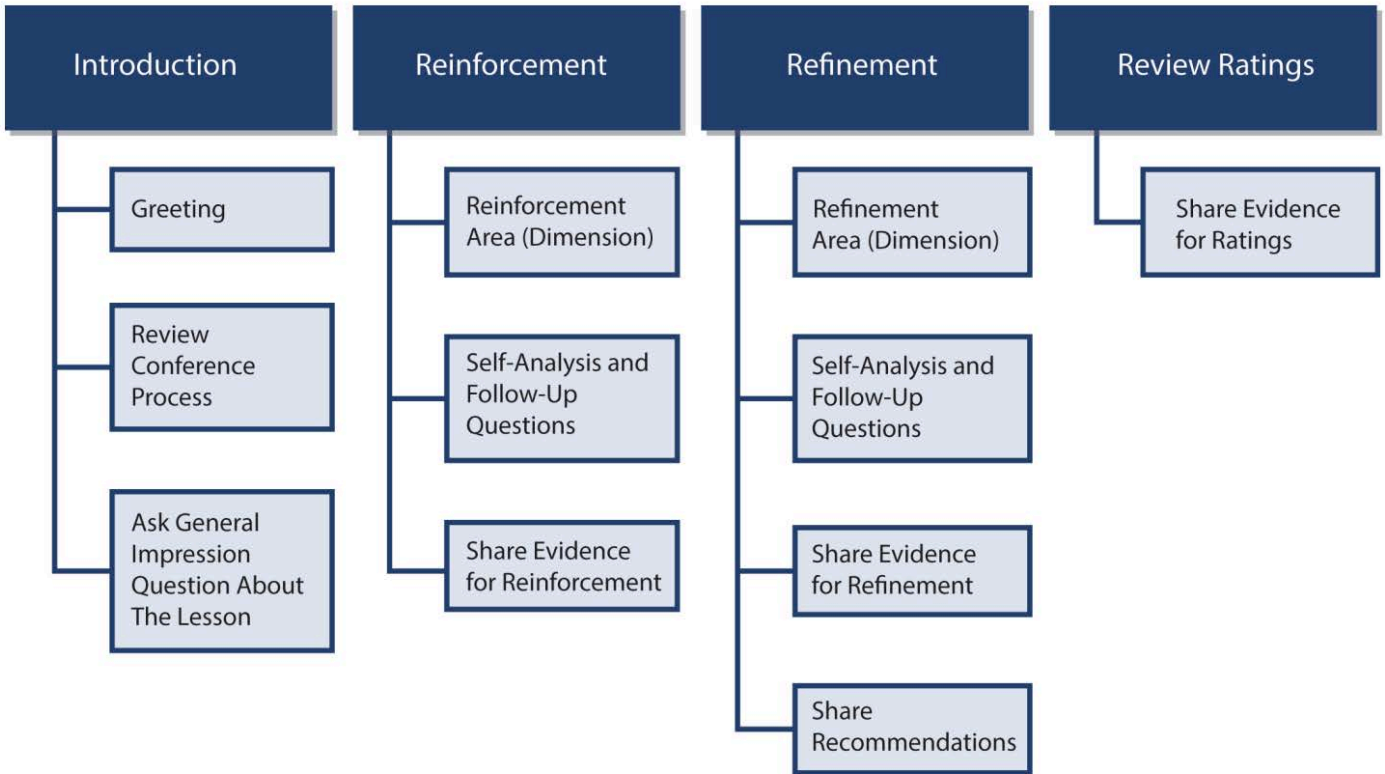 Introduction
Greeting
Review
Conference
Process
Ask General
Impression
Question About
The Lesson
Reinforcement
Reinforcement
Area (Dimension)
Self-Analysis and
Follow-Up
Questions
Share Evidence
for Reinforcement
Refinement
Refinement
Area (Dimension)
Self-Analysis and
Follow-Up
Questions
Share Evidence
for Refinement
Share
Recommendations
Review Ratings
Share Evidence
for Ratings